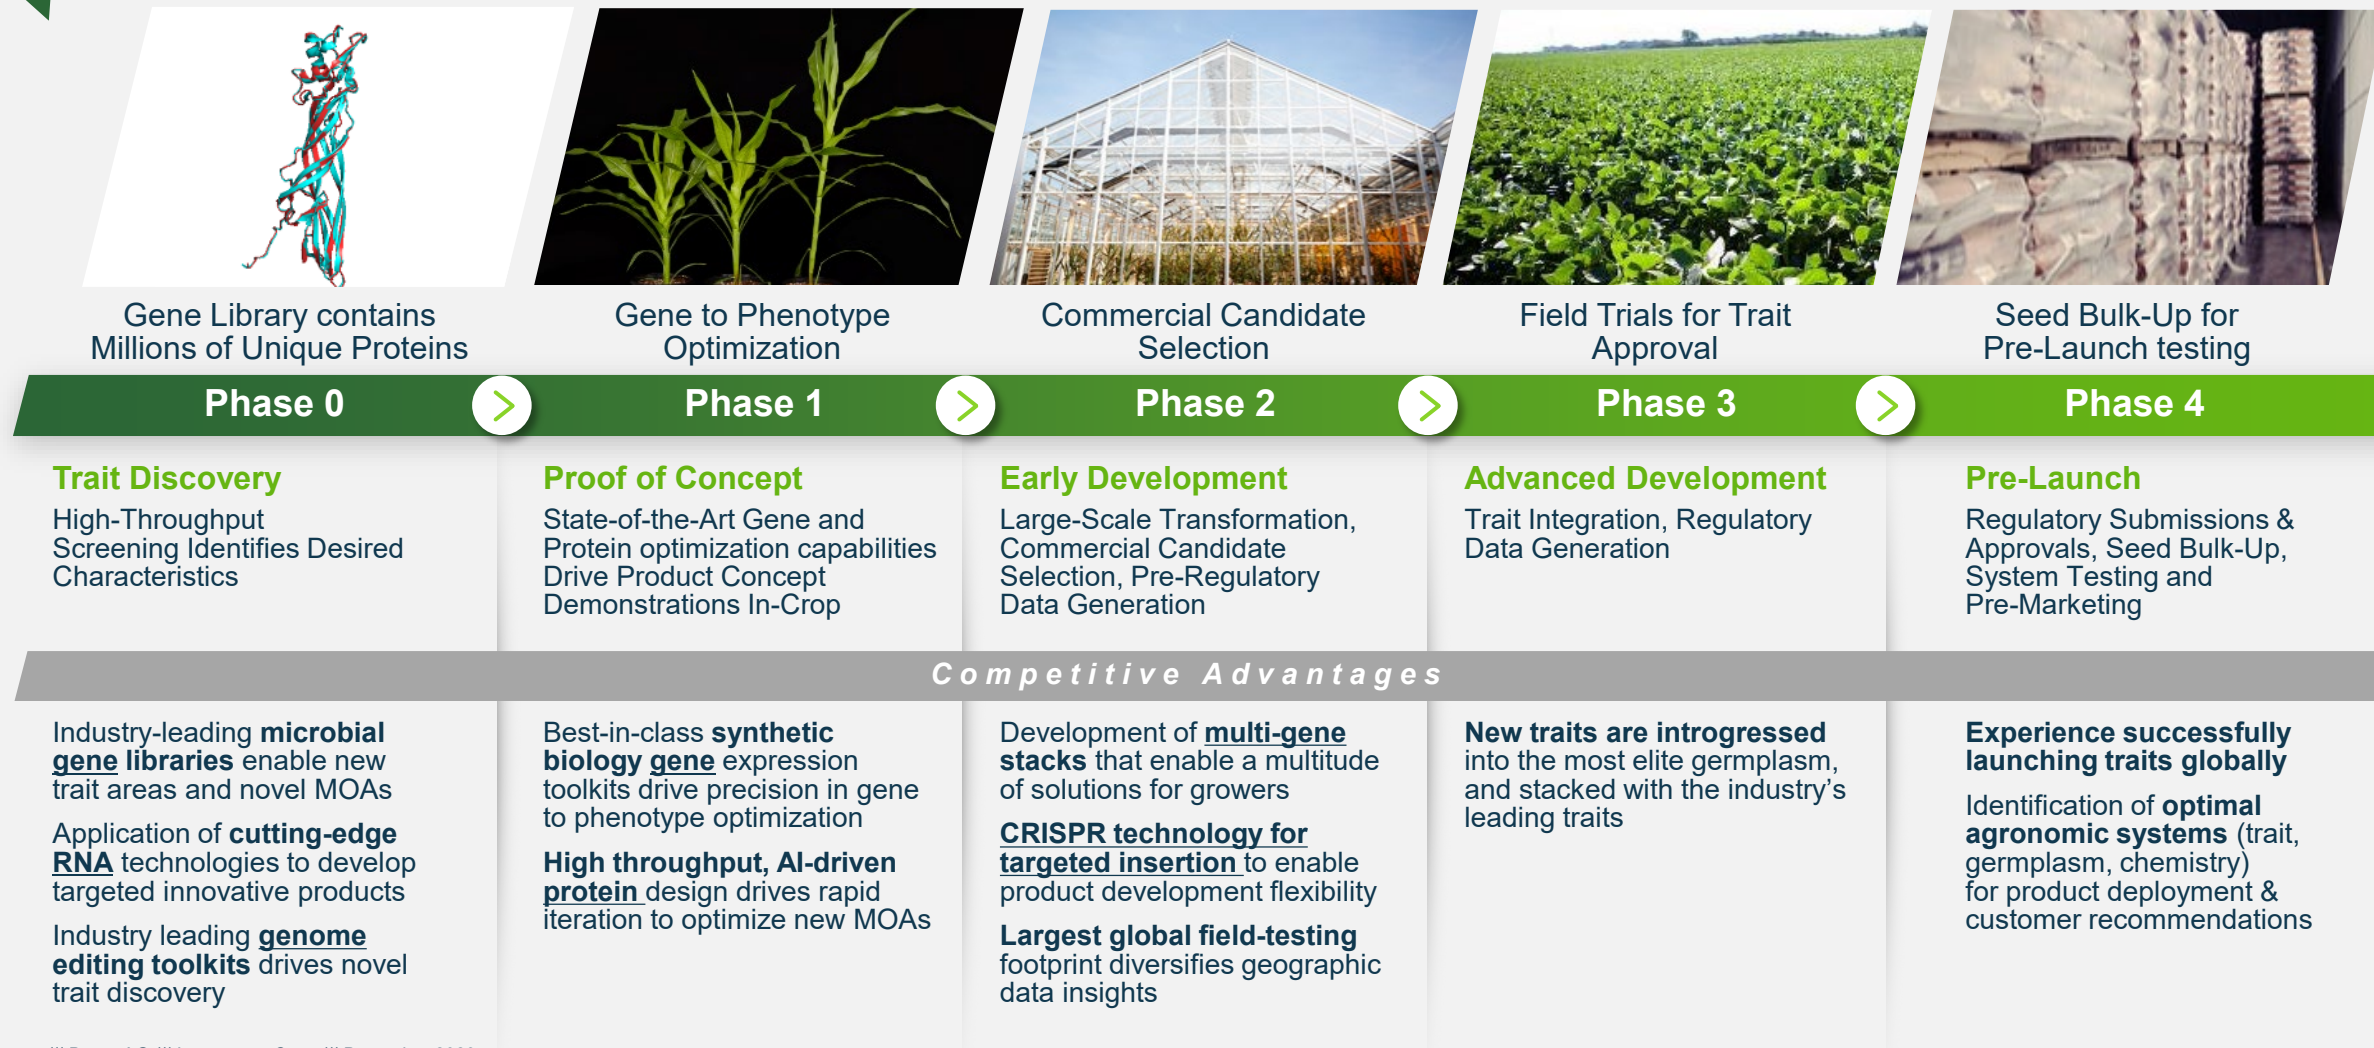 Gene Library contains
Millions of Unique Proteins
Gene to Phenotype
Optimization
Commercial Candidate
Selection
Field Trials for Trait
Approval
Seed Bulk-Up for
Pre-Launch testing
Phase 0
Phase 1
Phase 2
Phase 3
Phase 4
Trait Discovery
High-Throughput
Screening Identifies Desired
Characteristics
Proof of Concept
State-of-the-Art Gene and
Protein optimization capabilities
Drive Product Concept
Demonstrations In-Crop
Early Development
Large-Scale Transformation,
Commercial Candidate
Selection, Pre-Regulatory
Data Generation
Advanced Development
Trait Integration, Regulatory
Data Generation
Pre-Launch
Regulatory Submissions &
Approvals, Seed Bulk-Up,
System Testing and
Pre-Marketing
Competitive Advantages
Industry-leading microbial
gene libraries enable new
trait areas and novel MOAs
Application of cutting-edge
RNA technologies to develop
targeted innovative products
Industry leading genome
editing toolkits drives novel
trait discovery
Best-in-class synthetic
biology gene expression
toolkits drive precision in gene
to phenotype optimization
High throughput, AI-driven
protein design drives rapid
iteration to optimize new MOAs
Development of multi-gene
stacks that enable a multitude
of solutions for growers
CRISPR technology for
targeted insertion to enable
product development flexibility
Largest global field-testing
footprint diversifies geographic
data insights
New traits are introgressed
into the most elite germplasm,
and stacked with the industry's
leading traits
Experience successfully
launching traits globally
Identification of optimal
agronomic systems (trait,
germplasm, chemistry)
for product deployment &
customer recommendations